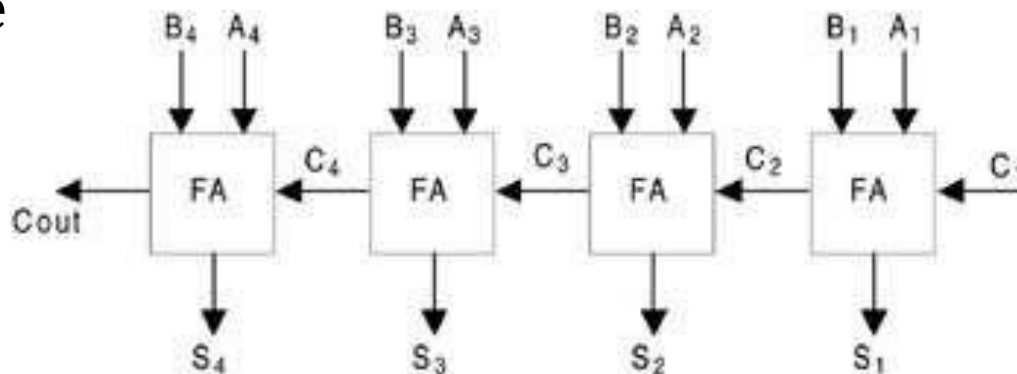 e
B₄ A₄ B₃ A₃ B₂ A₂ B₁ A₁
FA C₄ FA C₃ FA C₂ FA C
Cout
S₄ S₃ S₂ S₁